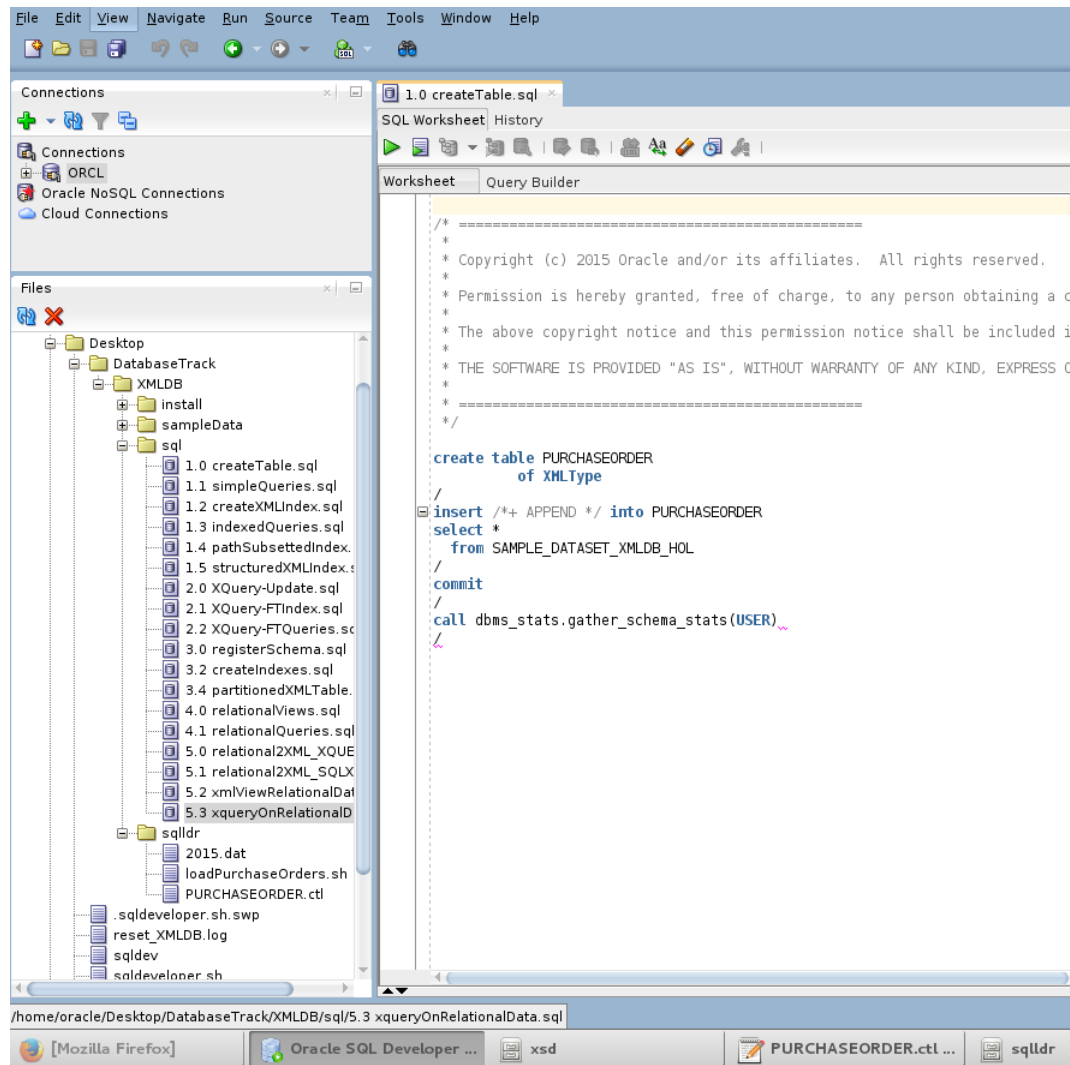 File Edit View Navigate Run Source Team Tools Window Help
Connections
Connections
ORCL
Oracle NoSQL Connections
Cloud Connections
Files
Desktop
DatabaseTrack
XMLDB
install
sampleData
sql
1.0 createTable.sql
1.1 simpleQueries.sql
1.2 createXMLIndex.sql
1.3 indexedQueries.sql
1.4 pathSubsettedIndex.
1.5 structuredXMLIndex.s
2.0 XQuery-Update.sql
2.1 XQuery-FTIndex.sql
2.2 XQuery-FTQueries.sc
3.0 registerSchema.sql
3.2 createIndexes.sql
3.4 partitionedXMLTable.
4.0 relationalViews.sql
4.1 relationalQueries.sql
5.0 relational2XML_XQUE
5.1 relational2XML_SQLX
5.2 xmlViewRelationalDat
5.3 xqueryOnRelationalD
sqlldr
2015.dat
loadPurchaseOrders.sh
PURCHASEORDER.ctl
.sqldeveloper.sh.swp
reset_XMLDB.log
sqldev
sqldeveloper.sh
1.0 createTable.sql
SQL Worksheet History
Worksheet Query Builder
/* ================================================
*
* Copyright (c) 2015 Oracle and/or its affiliates.  All rights reserved.
*
* Permission is hereby granted, free of charge, to any person obtaining a c
*
* The above copyright notice and this permission notice shall be included i
*
* THE SOFTWARE IS PROVIDED "AS IS", WITHOUT WARRANTY OF ANY KIND, EXPRESS O
*
* ================================================
*/
create table PURCHASEORDER
of XMLType
/
insert /*+ APPEND */ into PURCHASEORDER
select *
from SAMPLE_DATASET_XMLDB_HOL
/
commit
/
call dbms_stats.gather_schema_stats(USER)
/
/home/oracle/Desktop/DatabaseTrack/XMLDB/sql/5.3 xqueryOnRelationalData.sql
[Mozilla Firefox] Oracle SQL Developer ... xsd PURCHASEORDER.ctl ... sqlldr